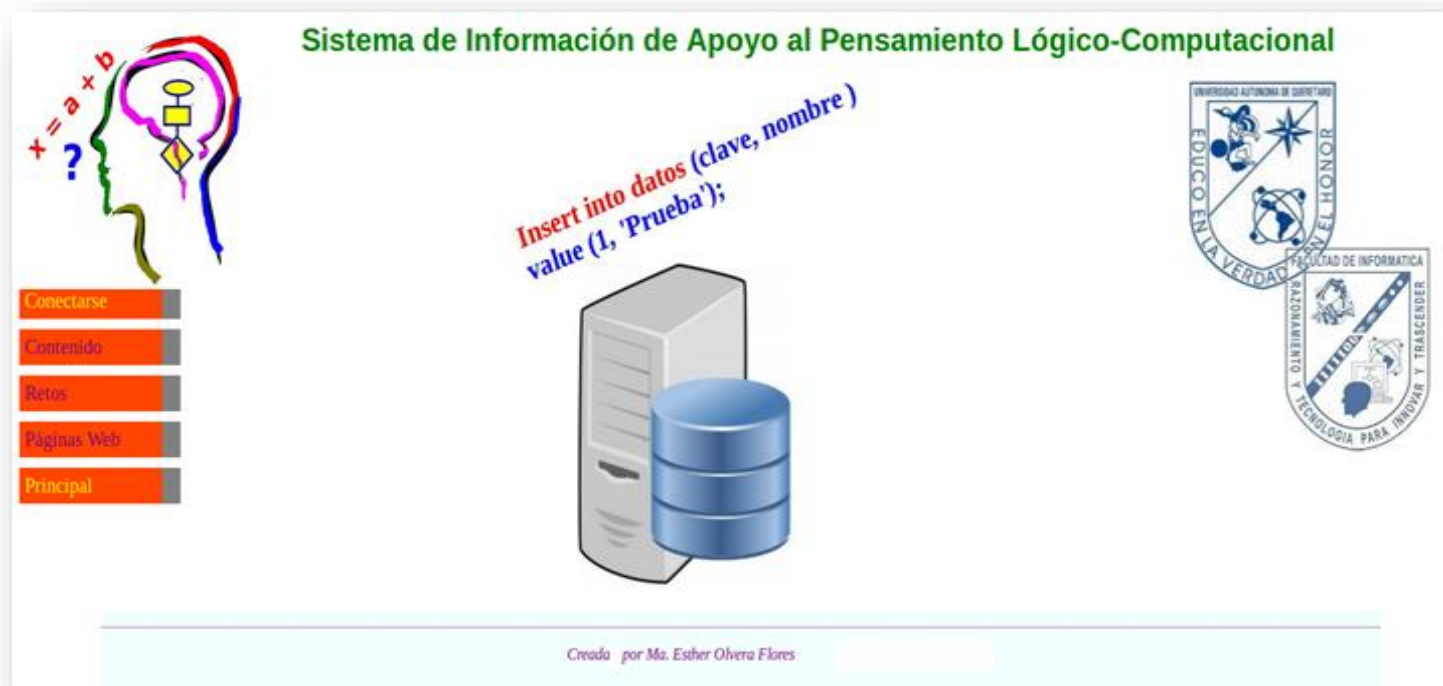 Sistema de Información de Apoyo al Pensamiento Lógico-Computacional
x = a + b
?
Insert into datos (clave, nombre )
value (1, 'Prueba');
UNIVERSIDAD AUTONOMA DE QUERETARO
EDUCO EN LA VERDAD Y EN EL HONOR
FACULTAD DE INFORMATICA
RAZONAMIENTO Y TECNOLOGIA PARA INNOVAR Y TRASCENDER
Conectarse
Contenido
Retos
Páginas Web
Principal
Creada por Ma. Esther Olvera Flores